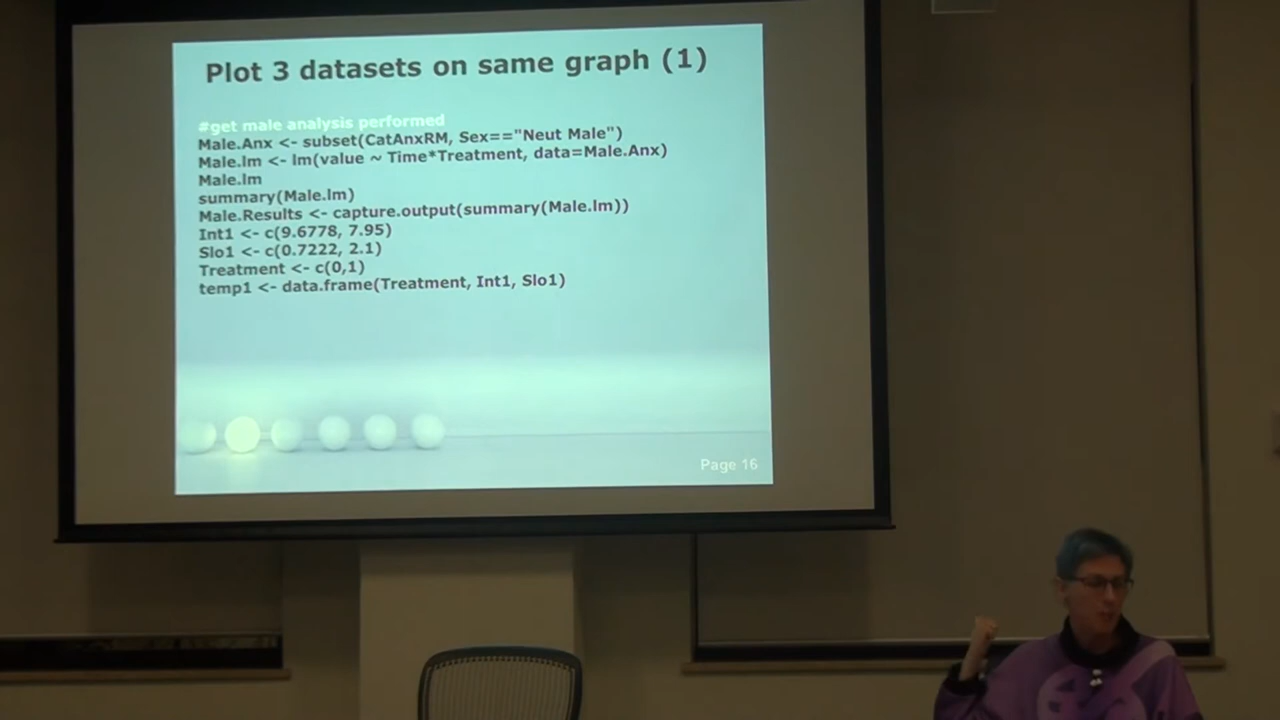 Plot 3 datasets on same graph (1)
#get male analysis performed
Male.Anx <- subset(CatAnxRM, Sex=="Neut Male")
Male.lm <- lm(value ~ Time*Treatment, data=Male.Anx)
Male.lm
summary(Male.lm)
Male.Results <- capture.output(summary(Male.lm))
Int1 <- c(9.6778, 7.95)
Slo1 <- c(0.7222, 2.1)
Treatment <- c(0,1)
temp1 <- data.frame(Treatment, Int1, Slo1)
Page 16